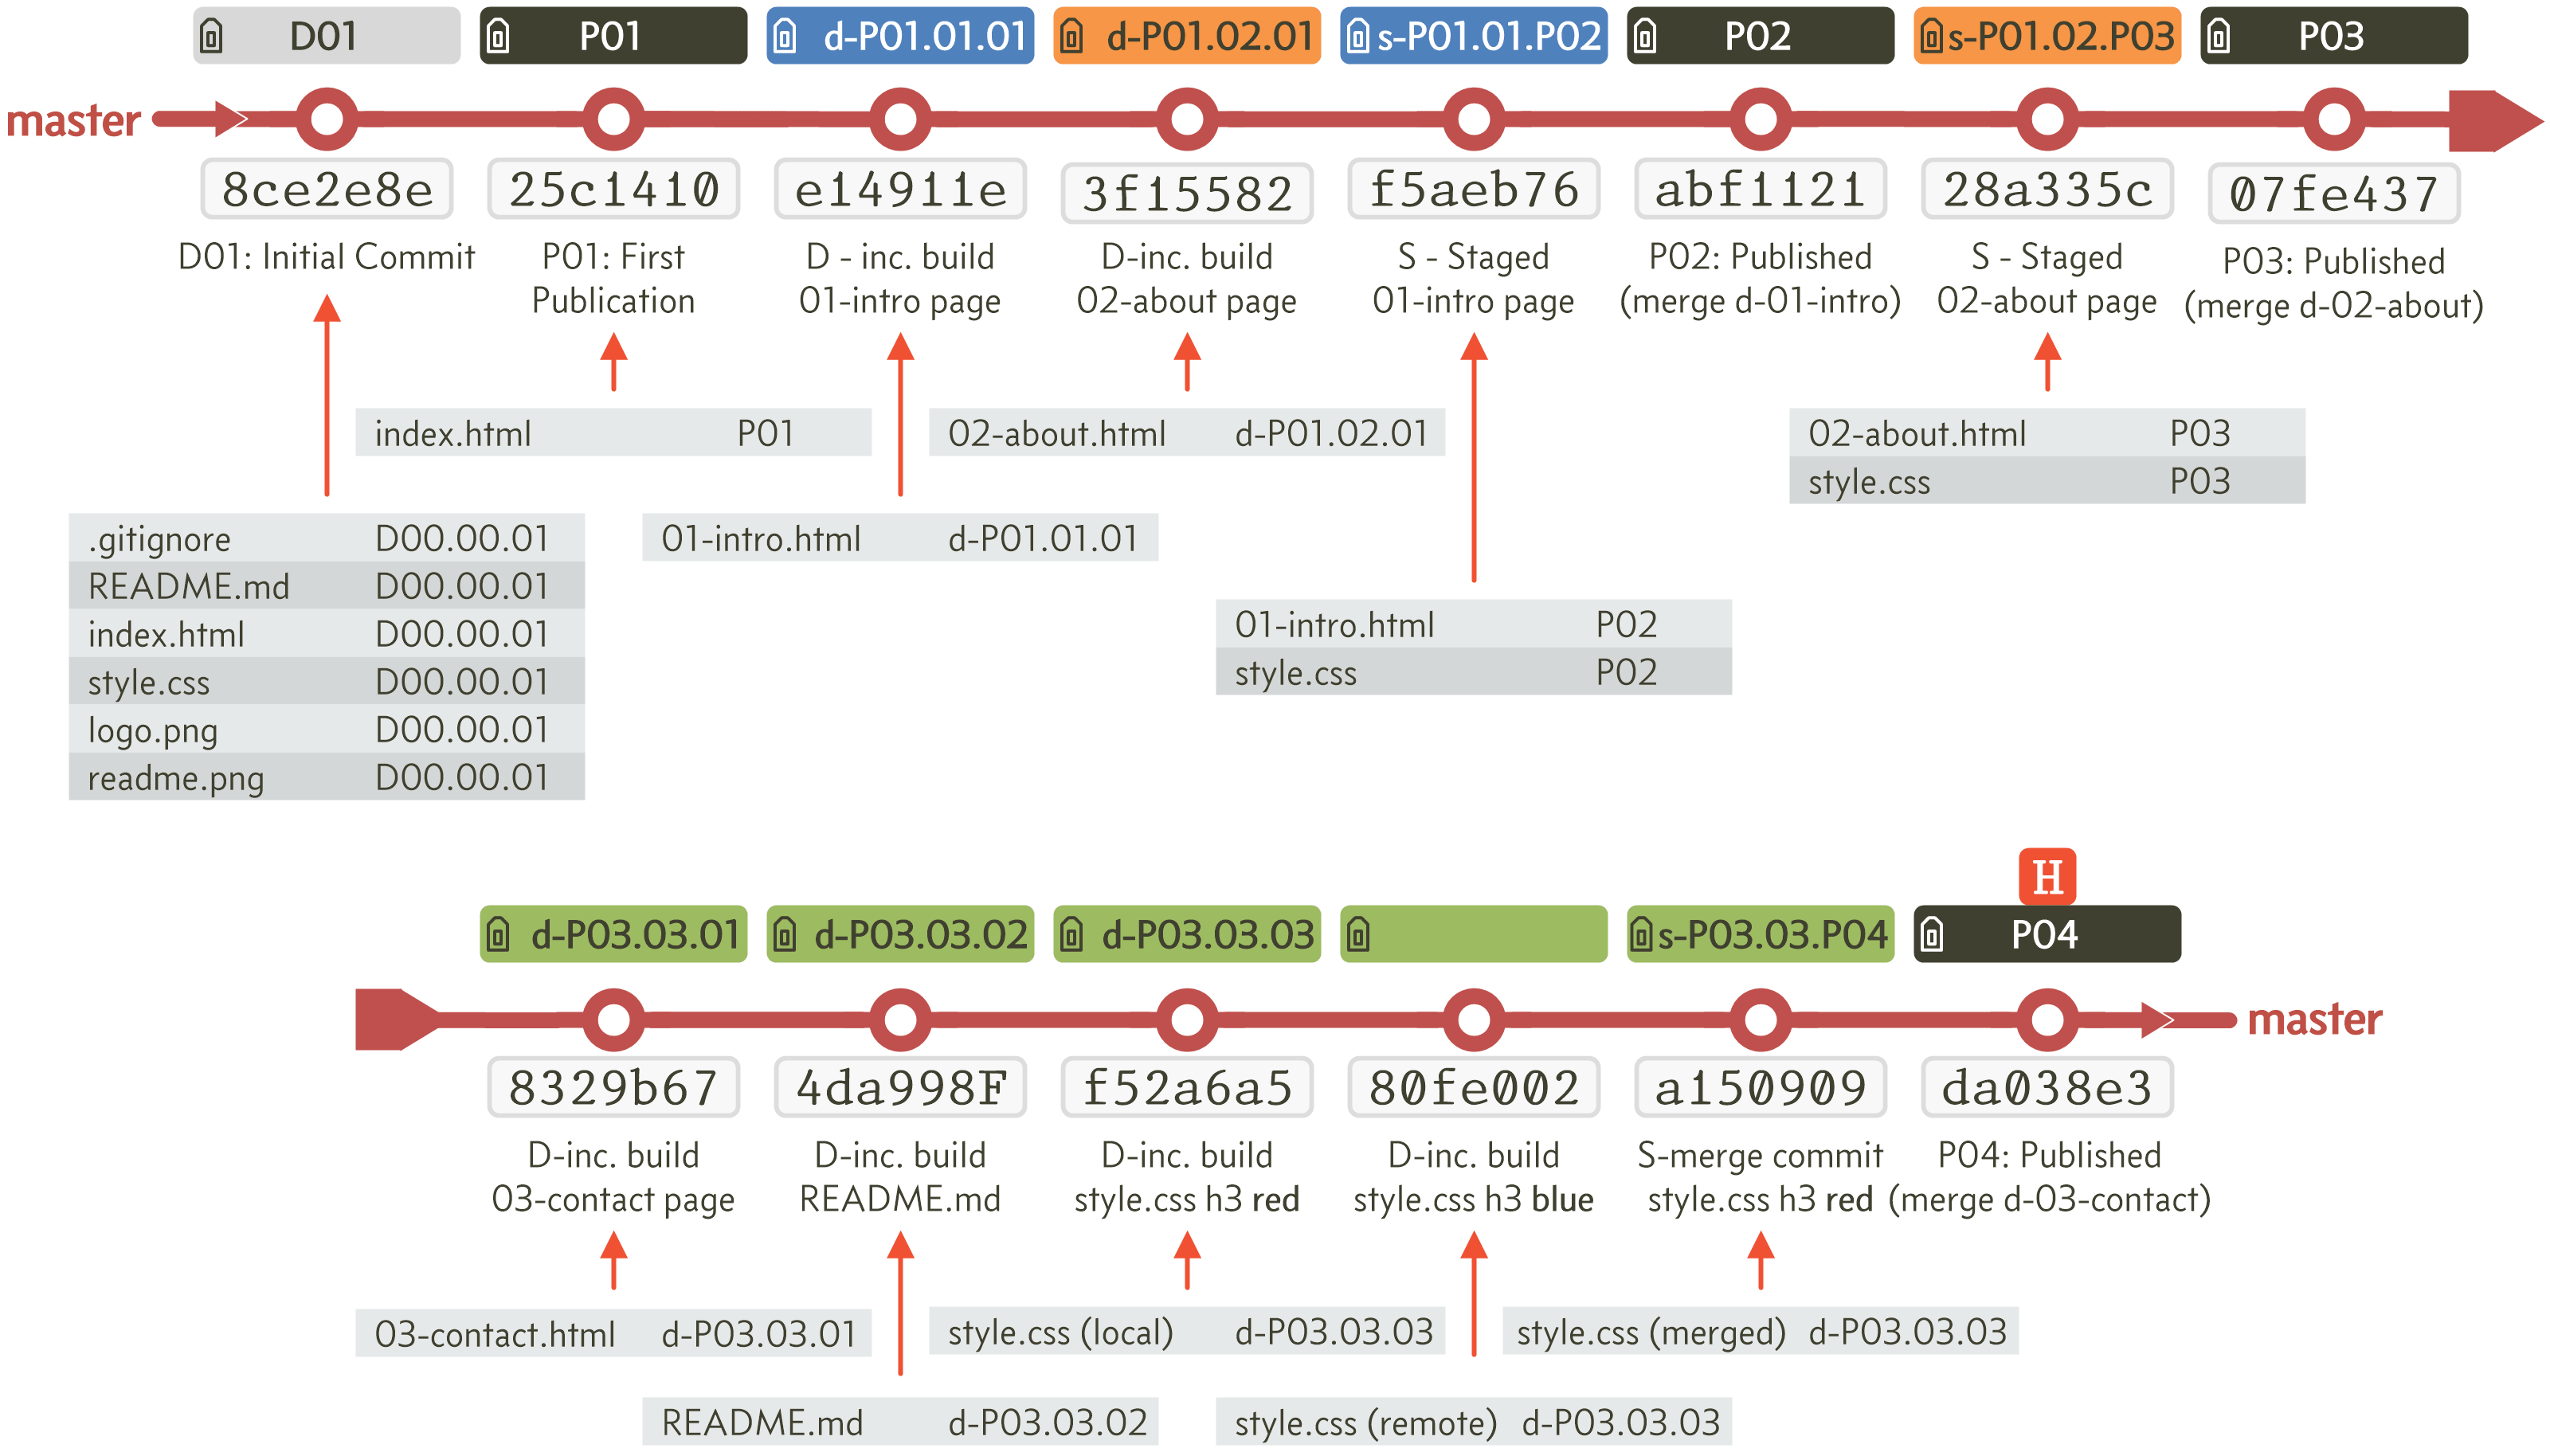 D01
P01
d-P01.01.01
d-P01.02.01
s-P01.01.P02
P02
s-P01.02.P03
P03
master
8ce2e8e
25c1410
e14911e
3f15582
f5aeb76
abf1121
28a335c
07fe437
D01: Initial Commit
P01: First
Publication
D - inc. build
01-intro page
D-inc. build
02-about page
S - Staged
01-intro page
P02: Published
(merge d-01-intro)
S - Staged
02-about page
P03: Published
(merge d-02-about)
index.html P01
02-about.html d-P01.02.01
02-about.html P03
style.css P03
.gitignore D00.00.01
README.md D00.00.01
index.html D00.00.01
style.css D00.00.01
logo.png D00.00.01
readme.png D00.00.01
01-intro.html d-P01.01.01
01-intro.html P02
style.css P02
H
d-P03.03.01
d-P03.03.02
d-P03.03.03
s-P03.03.P04
P04
master
8329b67
4da998F
f52a6a5
80fe002
a150909
da038e3
D-inc. build
03-contact page
D-inc. build
README.md
D-inc. build
style.css h3 red
D-inc. build
style.css h3 blue
S-merge commit
style.css h3 red
P04: Published
(merge d-03-contact)
03-contact.html d-P03.03.01
style.css (local) d-P03.03.03
style.css (merged) d-P03.03.03
README.md d-P03.03.02
style.css (remote) d-P03.03.03